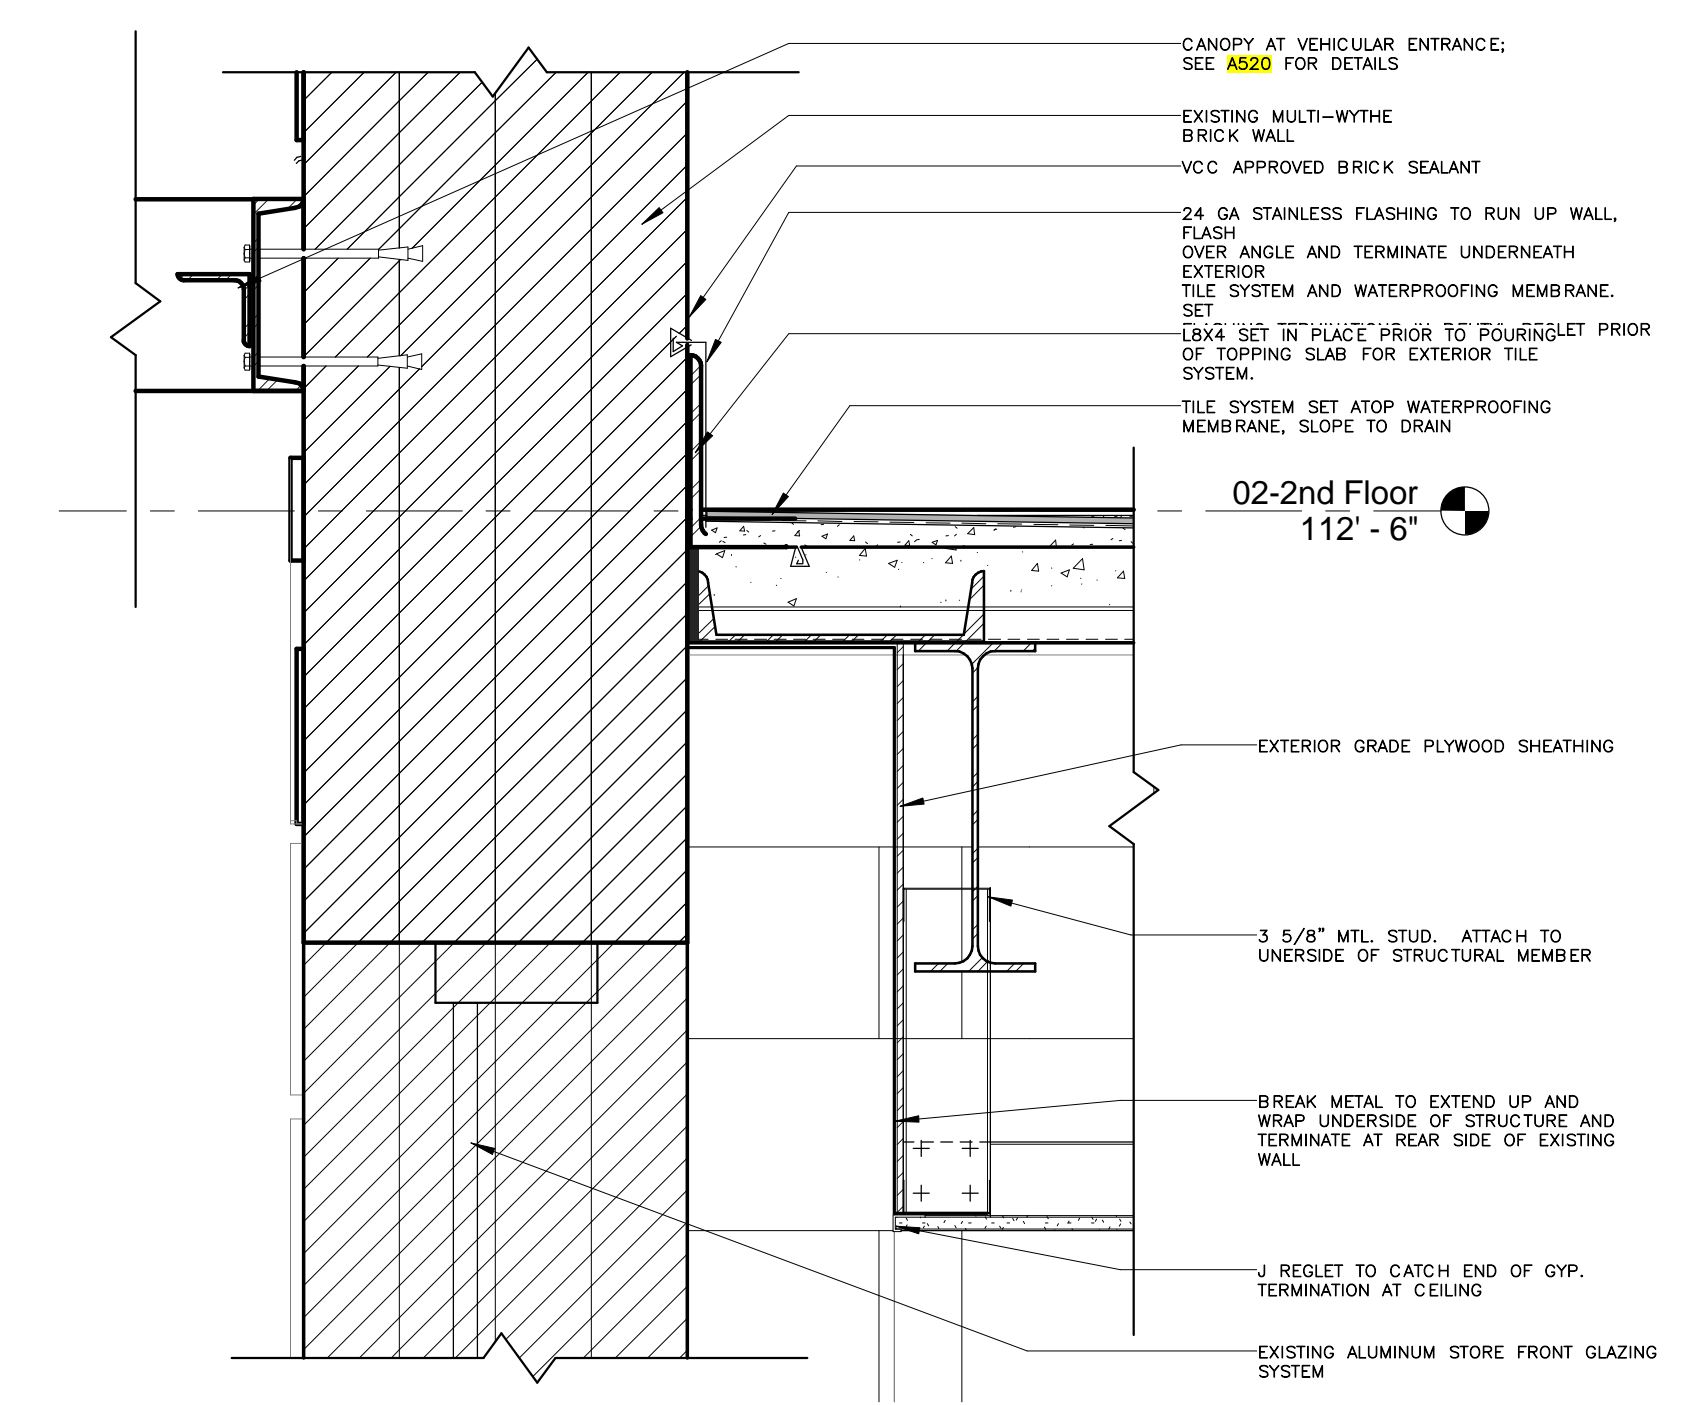 CANOPY AT VEHICULAR ENTRANCE;
SEE A520 FOR DETAILS
EXISTING MULTI-WYTHE
BRICK WALL
VCC APPROVED BRICK SEALANT
24 GA STAINLESS FLASHING TO RUN UP WALL,
FLASH
OVER ANGLE AND TERMINATE UNDERNEATH
EXTERIOR
TILE SYSTEM AND WATERPROOFING MEMBRANE.
SET
LET PRIOR
L8X4 SET IN PLACE PRIOR TO POURING
OF TOPPING SLAB FOR EXTERIOR TILE
SYSTEM.
TILE SYSTEM SET ATOP WATERPROOFING
MEMBRANE, SLOPE TO DRAIN
02-2nd Floor
112' - 6"
EXTERIOR GRADE PLYWOOD SHEATHING
3 5/8" MTL. STUD. ATTACH TO
UNERSIDE OF STRUCTURAL MEMBER
BREAK METAL TO EXTEND UP AND
WRAP UNDERSIDE OF STRUCTURE AND
TERMINATE AT REAR SIDE OF EXISTING
WALL
J REGLET TO CATCH END OF GYP.
TERMINATION AT CEILING
EXISTING ALUMINUM STORE FRONT GLAZING
SYSTEM